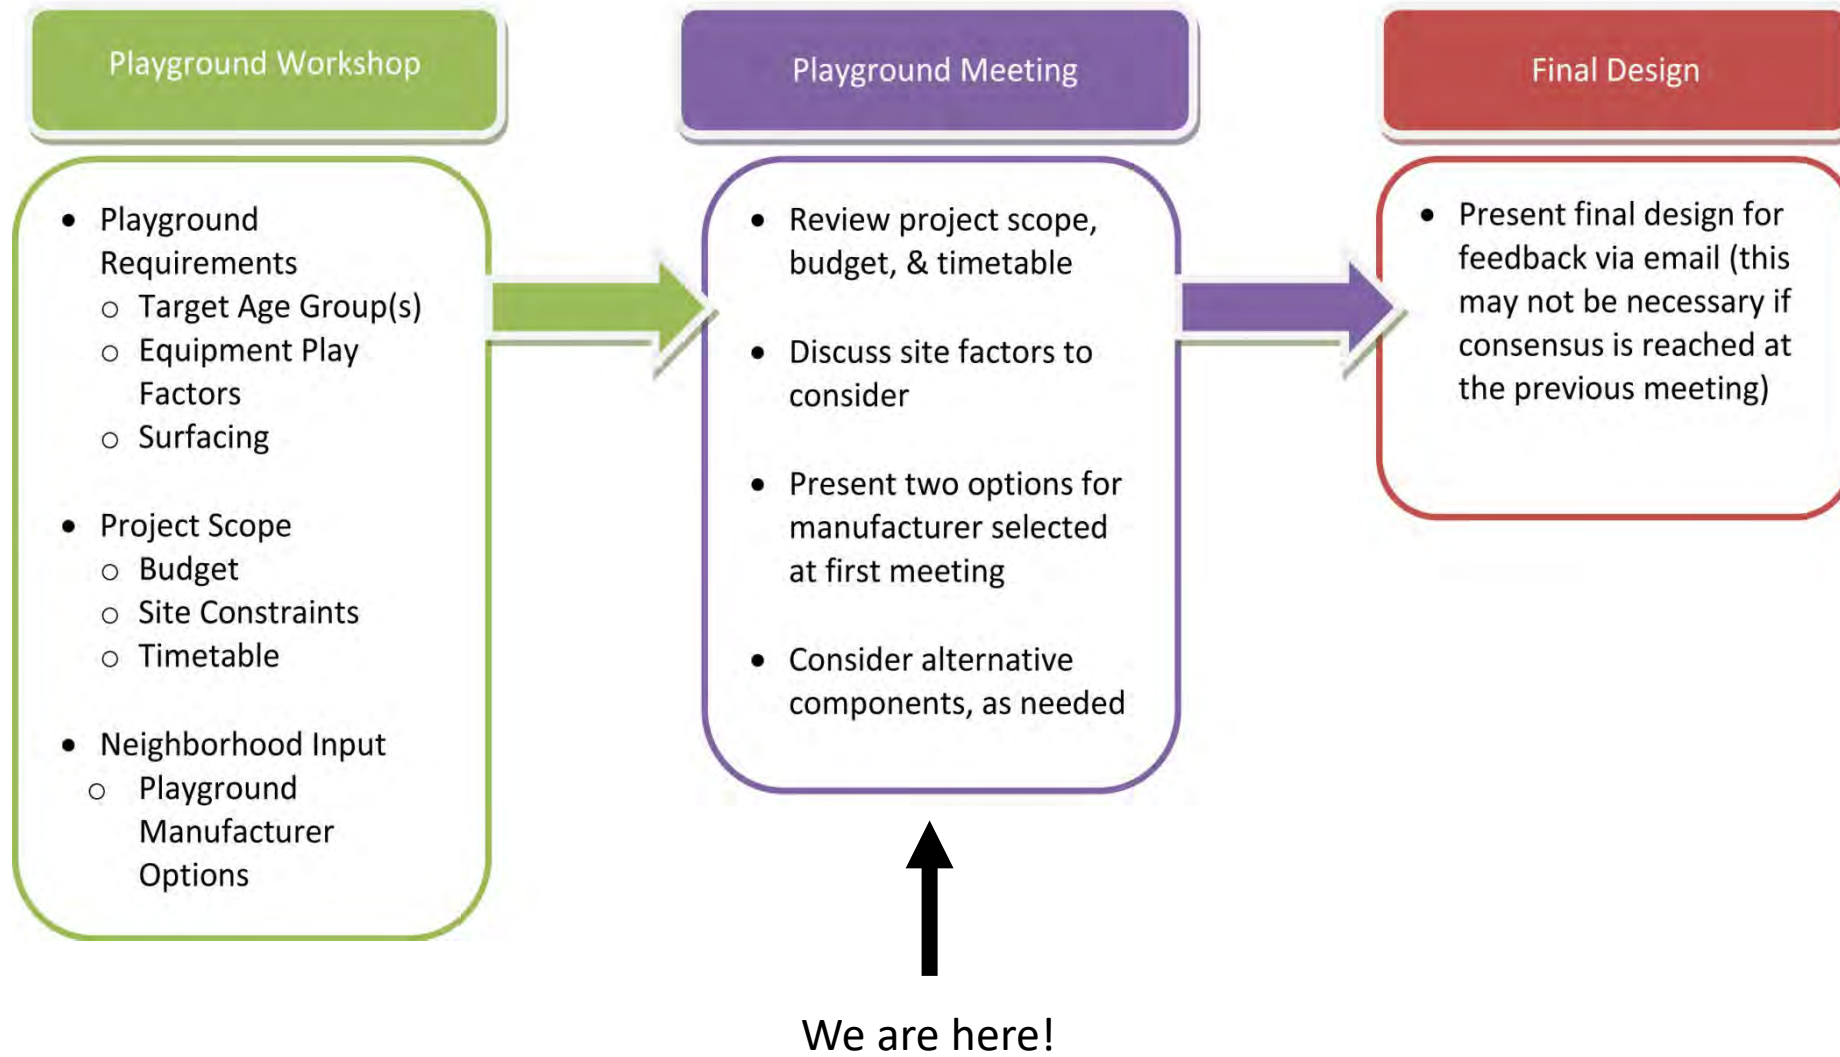 Playground Workshop
• Playground
Requirements
o Target Age Group(s)
o Equipment Play
Factors
o Surfacing
• Project Scope
o Budget
o Site Constraints
o Timetable
• Neighborhood Input
o Playground
Manufacturer
Options
Playground Meeting
• Review project scope,
budget, & timetable
• Discuss site factors to
consider
• Present two options for
manufacturer selected
at first meeting
• Consider alternative
components, as needed
Final Design
• Present final design for
feedback via email (this
may not be necessary if
consensus is reached at
the previous meeting)
We are here!